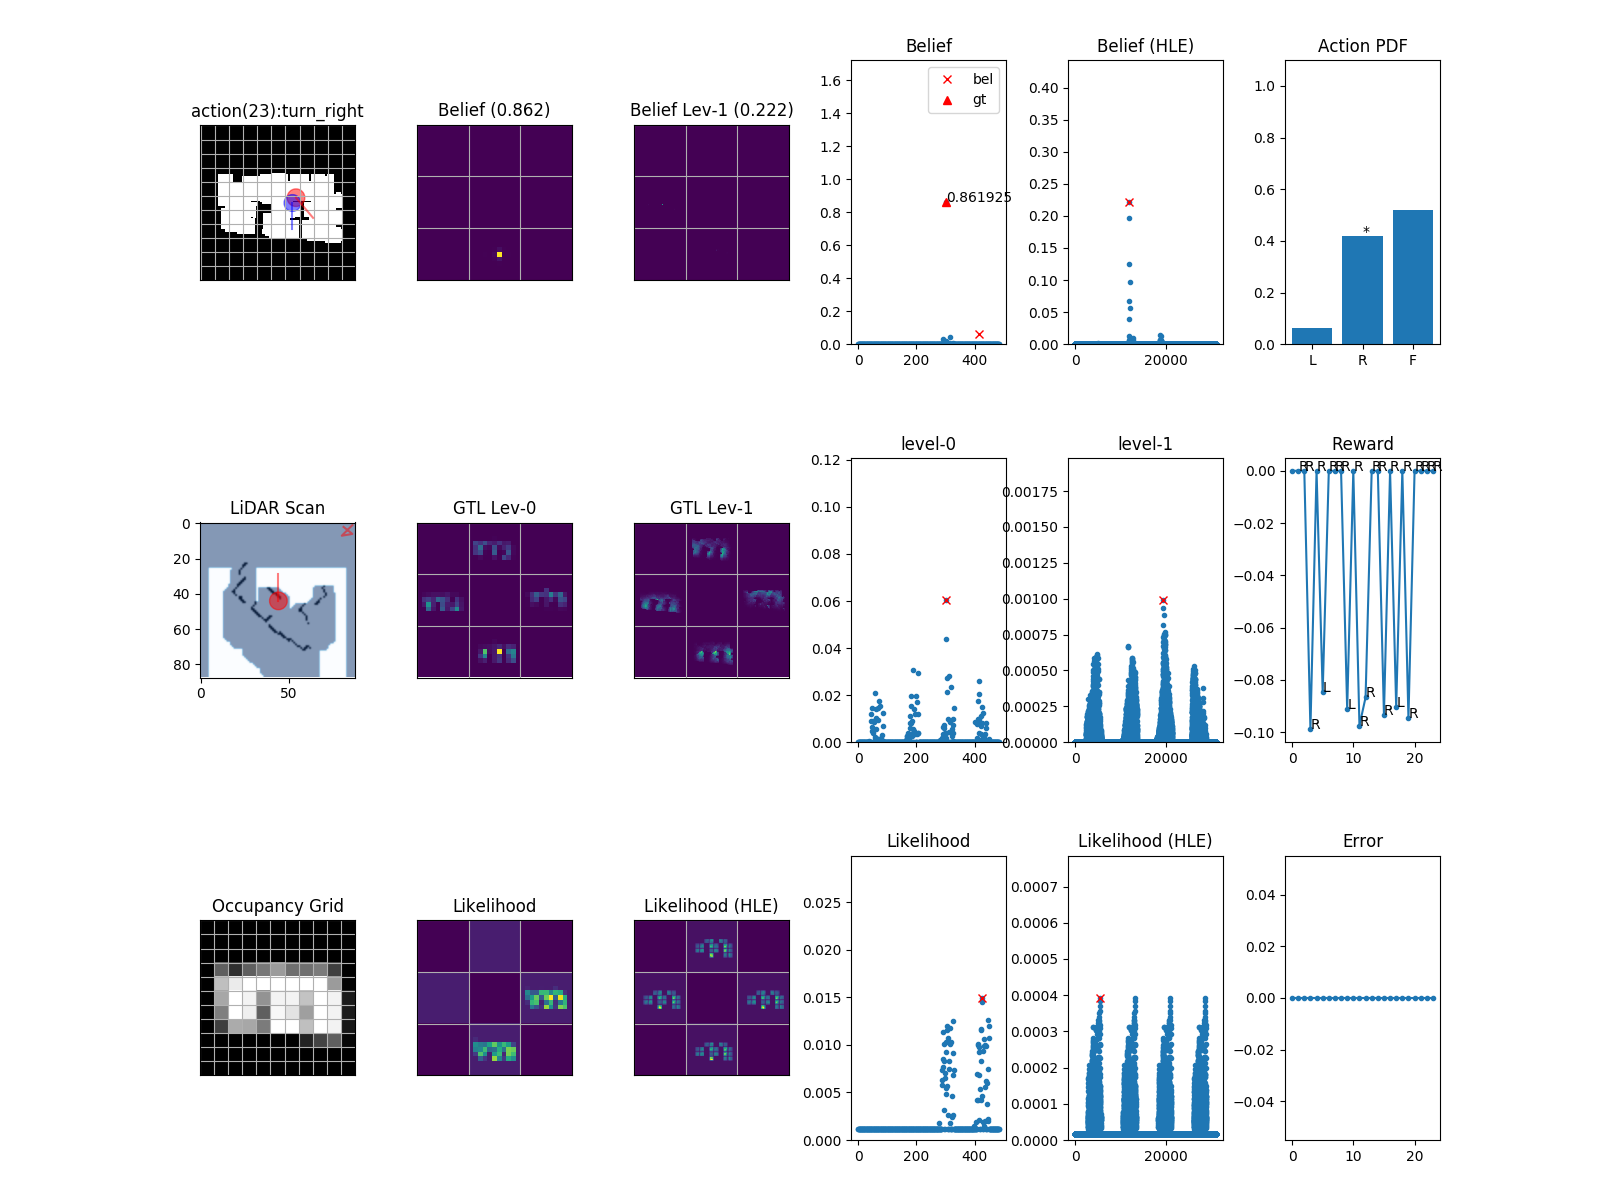 action(23):turn_right
Belief (0.862)
Belief Lev-1 (0.222)
Belief
1.6
1.4
1.2
1.0
0.8
0.6
0.4
0.2
0.0
0 200 400
bel
gt
0.861925
Belief (HLE)
0.40
0.35
0.30
0.25
0.20
0.15
0.10
0.05
0.00
0 20000
Action PDF
1.0
0.8
0.6
0.4
0.2
0.0
*
L R F
LiDAR Scan
0
20
40
60
80
0 50
GTL Lev-0
GTL Lev-1
level-0
0.12
0.10
0.08
0.06
0.04
0.02
0.00
0 200 400
level-1
0.00175
0.00150
0.00125
0.00100
0.00075
0.00050
0.00025
0.00000
0 20000
Reward
0.00
−0.02
−0.04
−0.06
−0.08
−0.10
R
L
R
L
R
R
R
L
R
0 10 20
Occupancy Grid
Likelihood
Likelihood (HLE)
Likelihood
0.025
0.020
0.015
0.010
0.005
0.000
0 200 400
Likelihood (HLE)
0.0007
0.0006
0.0005
0.0004
0.0003
0.0002
0.0001
0.0000
0 20000
Error
0.04
0.02
0.00
−0.02
−0.04
0 10 20